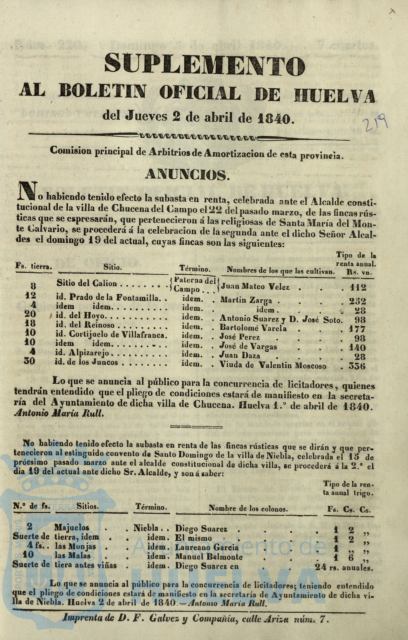 SUPLEMENTO
AL BOLETIN OFICIAL DE HUELVA
del Jueves 2 de abril de 1840.
219
Comision principal de Arbitrios de Amortizacion de esta provincia.
ANUNCIOS.
No habiendo tenido efecto la subasta en renta, celebrada ante el Alcalde consti-
tucional de la villa de Chucena del Campo el 22 del pasado marzo, de las fincas rús-
ticas que se espresarán, que pertenecieron á las religiosas de Santa María del Mon-
te Calvario, se procederá á la celebracion de la segunda ante el dicho Señor Alcal-
des el domingo 19 del actual, cuyas fincas son las siguientes:
Tipo de la
renta anual.
Fs. tierra. Sitio. Término. Nombres de los que las cultivan. Rs. vn.
8 Sitio del Calion Paterna del Campo Juan Mateo Velez 112
12 id. Prado de la Fontamilla idem. Martin Zarga 252
4 idem idem idem. idem 28
20 id. del Hoyo. idem. Antonio Suarez y D. José Soto. 98
18 id. del Reinoso idem. Bartolomé Varela 177
10 id. Cortijuelo de Villafranca. idem. José Perez 98
10 idem idem. idem. José de Vargas 140
4 id. Alpizarejo idem. Juan Daza 28
30 id. de los Juncos idem. Viuda de Valentin Moscoso 336
Lo que se anuncia al público para la concurrencia de licitadores, quienes
tendrán entendido que el pliego de condiciones estará de manifiesto en la secreta-
ría del Ayuntamiento de dicha villa de Chucena. Huelva 1.º de abril de 1840.
Antonio María Rull.
No habiendo tenido efecto la subasta en renta de las fincas rústicas que se dirán y que per-
tenecieron al estinguido convento de Santo Domingo de la villa de Niebla, celebrada el 15 de
próesimo pasado marzo ante el alcalde constitucional de dicha villa, se procederá á la 2.ª el
dia 19 del actual ante dicho Sr. Alcalde, y son á saber:
Tipo de la ren-
ta anual trigo.
N.º de fs. Sitios. Término. Nombre de los colonos. Fs. Cs. Cs.
2 Majuelos Niebla Diego Suarez 1 2 „
Suerte de tierra, idem idem. El mismo 1 2 „
4 fs. las Monjas idem. Laureano Garcia 1 „ „
10 las Malas idem. Manuel Belmonte 1 6 „
Suerte de tierra antes viñas idem. Diego Suarez en 24 rs. anuales.
Lo que se anuncia al público para la concurrencia de licitadores; teniendo entendido
que el pliego de condiciones estará de manifiesto en la secretaría de Ayuntamiento de dicha vi-
lla de Niebla. Huelva 2 de abril de 1840.—Antonio María Rull.
Imprenta de D. F. Galvez y Compañia, calle Ariza núm. 7.